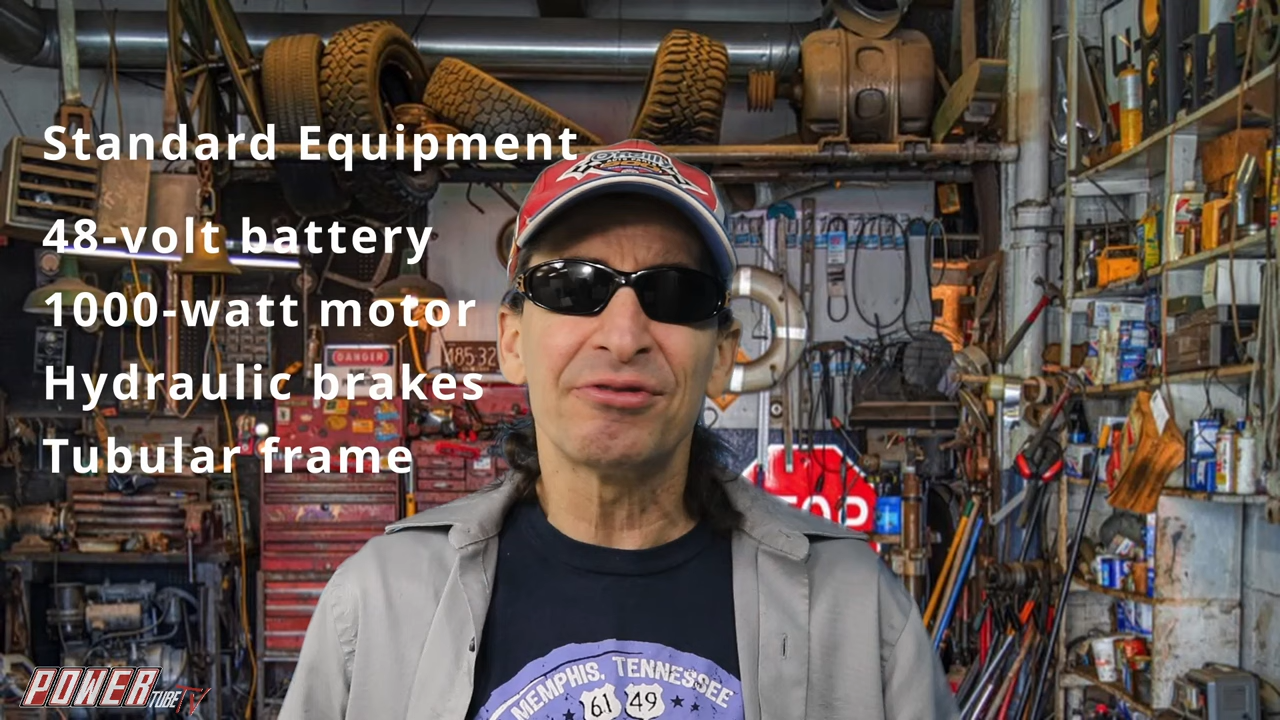 Standard Equipment
48-volt battery
1000-watt motor
Hydraulic brakes
Tubular frame
DANGER
MEMPHIS, TENNESSEE
61 49
POWER TUBE TV